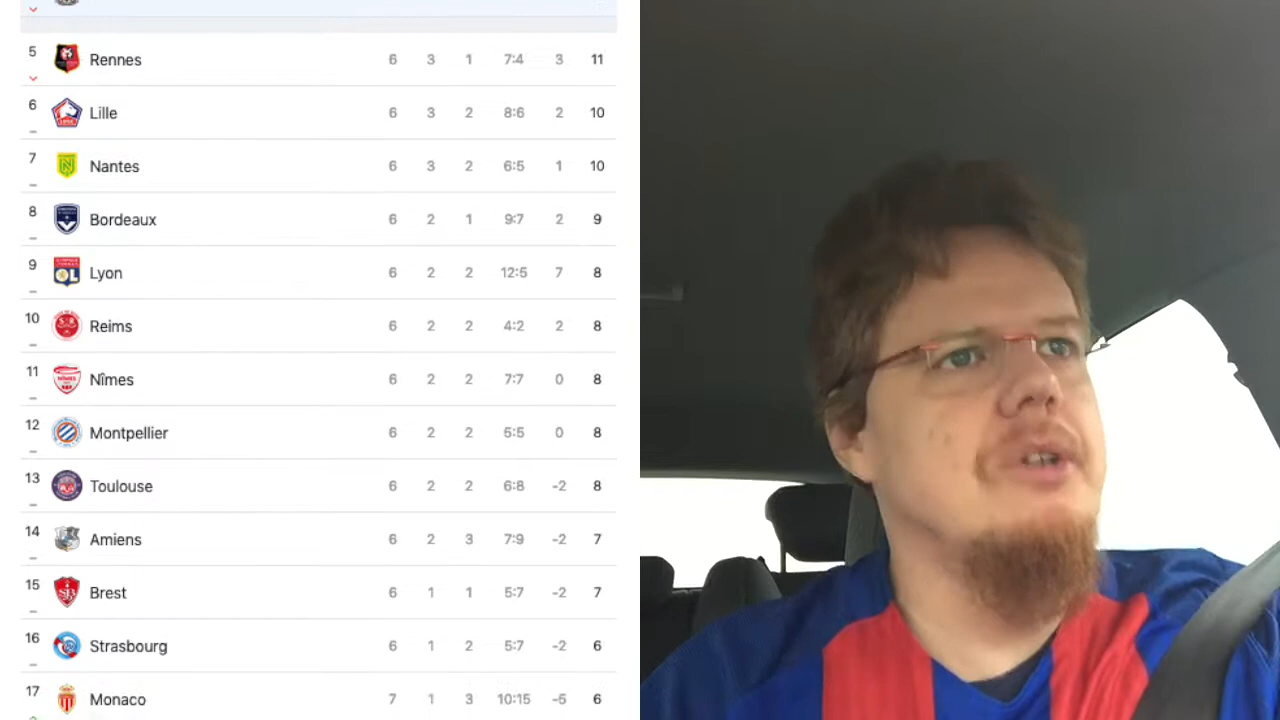 5 Rennes 6 3 1 7:4 3 11
6 Lille 6 3 2 8:6 2 10
7 Nantes 6 3 2 6:5 1 10
8 Bordeaux 6 2 1 9:7 2 9
9 Lyon 6 2 2 12:5 7 8
10 Reims 6 2 2 4:2 2 8
11 Nîmes 6 2 2 7:7 0 8
12 Montpellier 6 2 2 5:5 0 8
13 Toulouse 6 2 2 6:8 -2 8
14 Amiens 6 2 3 7:9 -2 7
15 Brest 6 1 1 5:7 -2 7
16 Strasbourg 6 1 2 5:7 -2 6
17 Monaco 7 1 3 10:15 -5 6